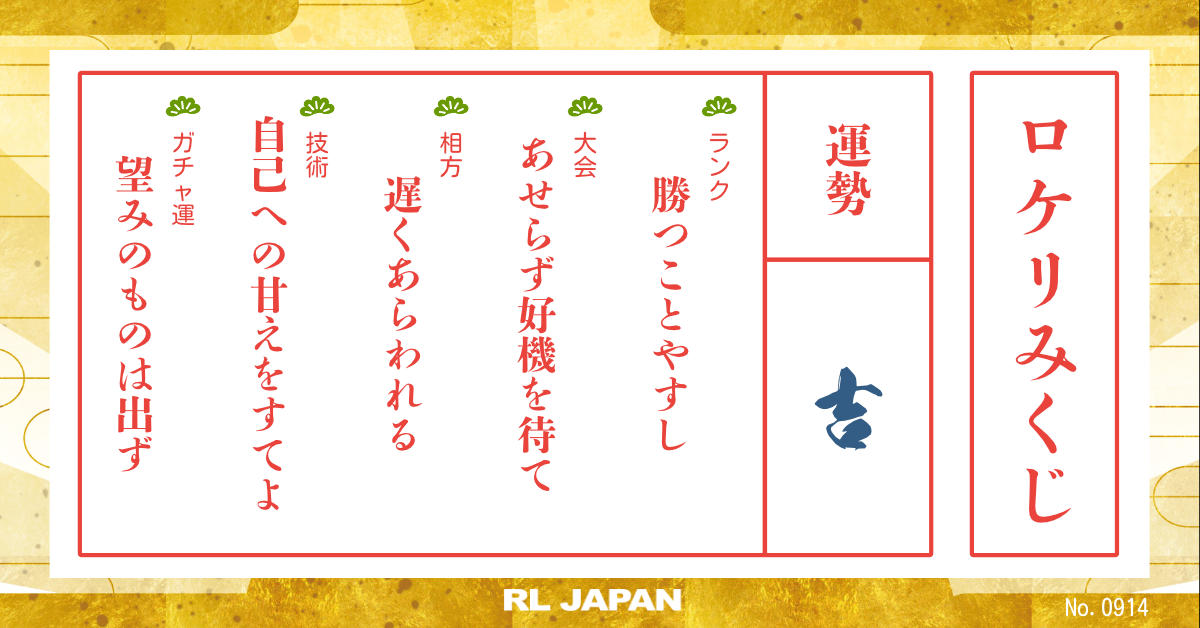 ロケリみくじ
運勢
吉
ランク
勝つことやすし
大会
あせらず好機を待て
相方
遅くあらわれる
技術
自己への甘えをすてよ
ガチャ運
望みのものは出ず
RL JAPAN
No. 0914